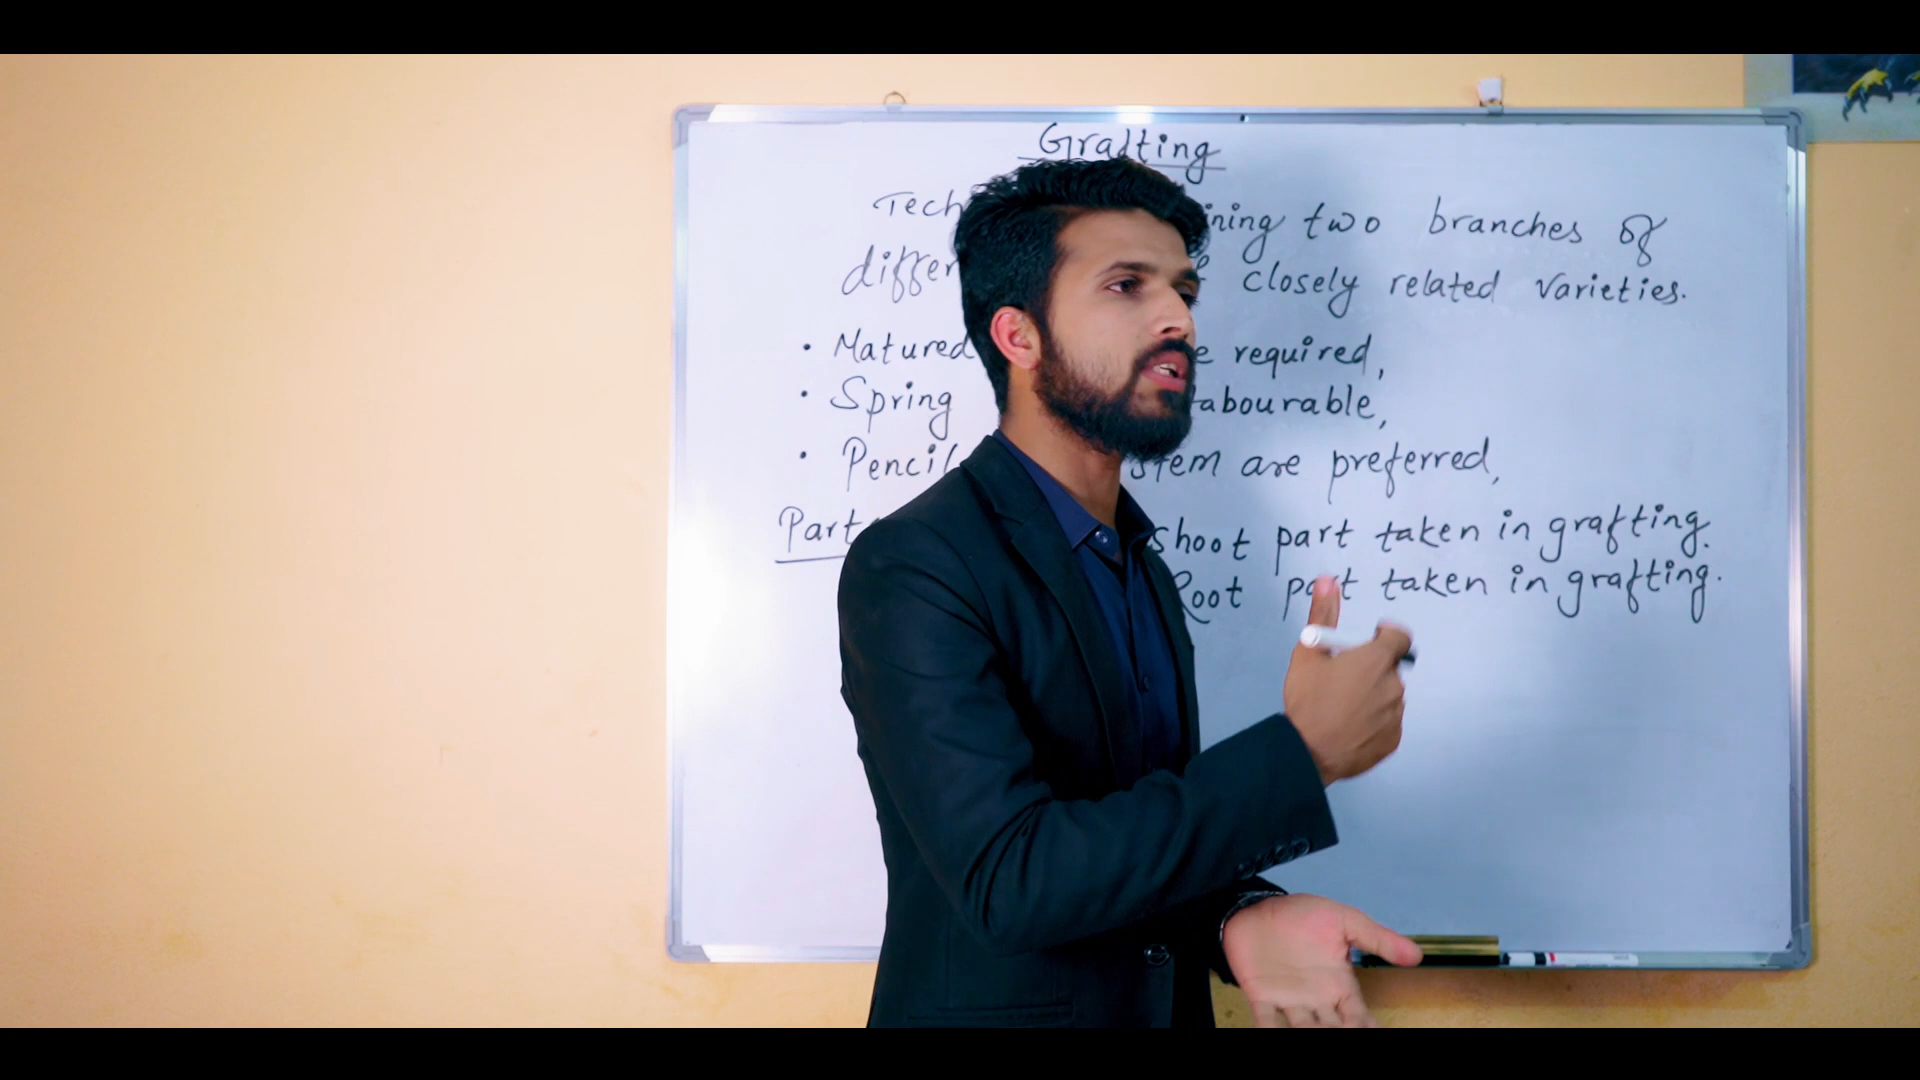 Grafting
Tech ining two branches of
differ closely related varieties.
• Matured e required,
• Spring abourable,
• Pencil stem are preferred,
Part shoot part taken in grafting.
Root part taken in grafting.